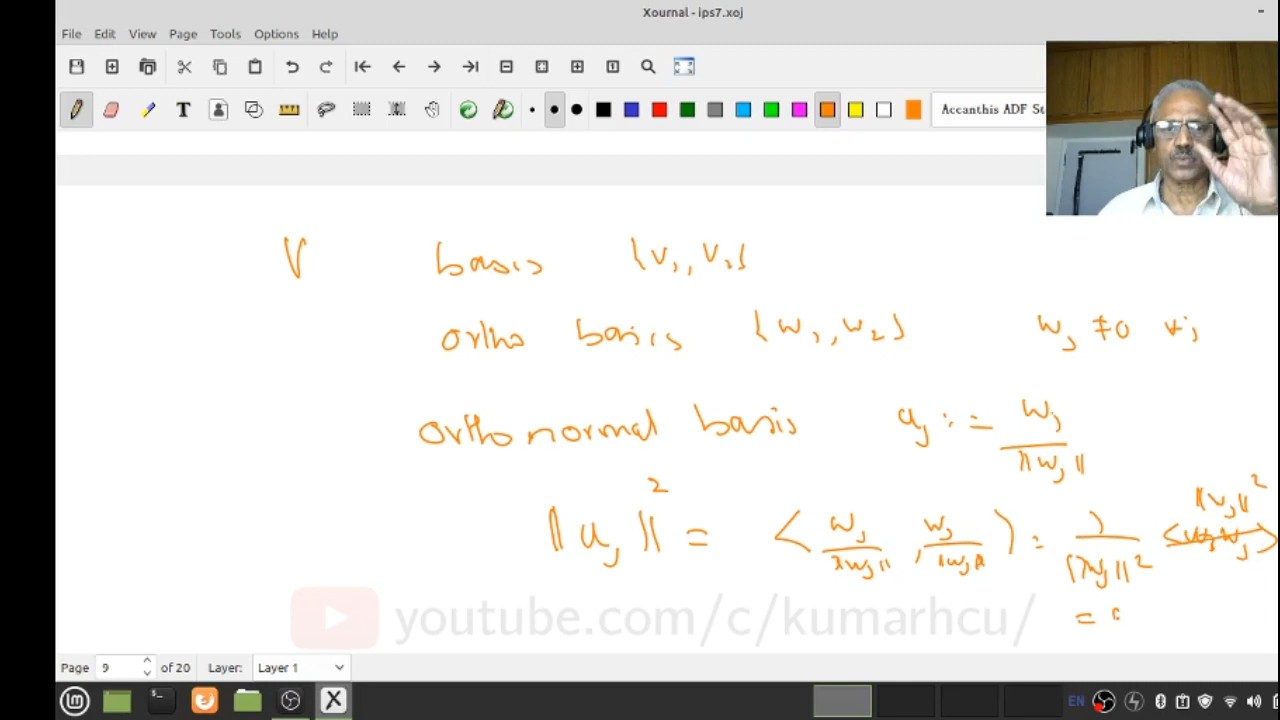 Xournal - ips7.xoj
File Edit View Page Tools Options Help
Accanthis ADF St
V basis {v₁, v₂}
ortho basis {w₁, w₂} wⱼ ≠ 0 ∀j
orthonormal basis uⱼ := wⱼ / ‖wⱼ‖
‖uⱼ‖² = ⟨ wⱼ / ‖wⱼ‖ , wⱼ / ‖wⱼ‖ ⟩ = 1 / ‖wⱼ‖² ‖wⱼ‖²
=
youtube.com/c/kumarhcu/
Page 9 of 20 Layer: Layer 1
EN